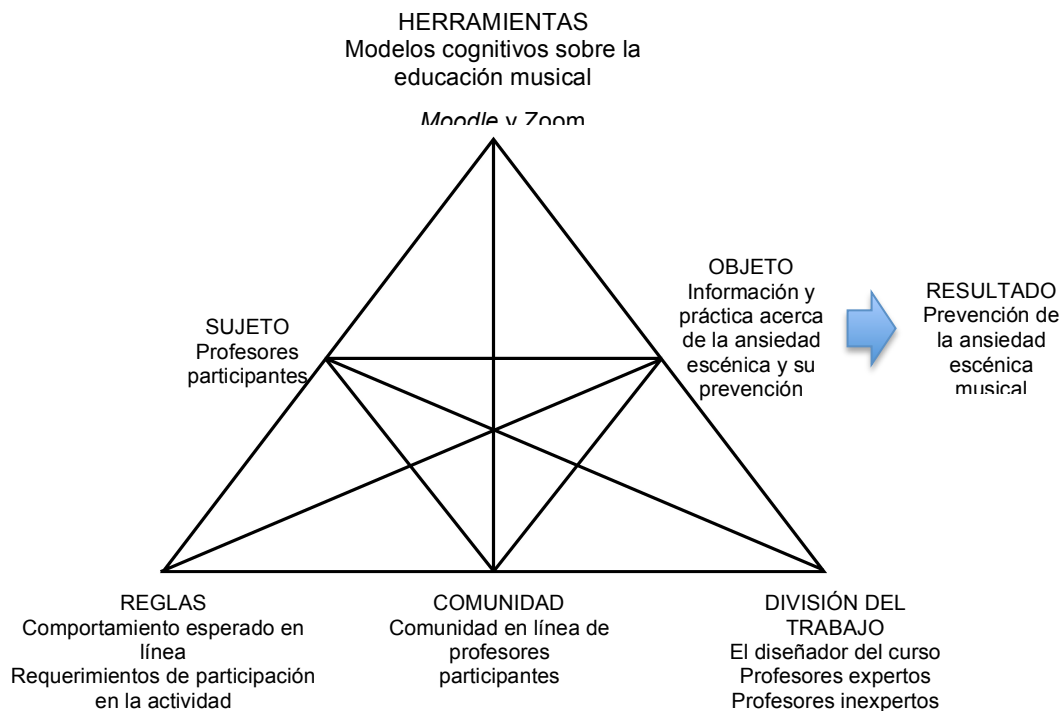 HERRAMIENTAS
Modelos cognitivos sobre la
educación musical
Moodle y Zoom
SUJETO
Profesores
participantes
OBJETO
Información y
práctica acerca
de la ansiedad
escénica y su
prevención
RESULTADO
Prevención de
la ansiedad
escénica
musical
REGLAS
Comportamiento esperado en
línea
Requerimientos de participación
en la actividad
COMUNIDAD
Comunidad en línea de
profesores
participantes
DIVISIÓN DEL
TRABAJO
El diseñador del curso
Profesores expertos
Profesores inexpertos